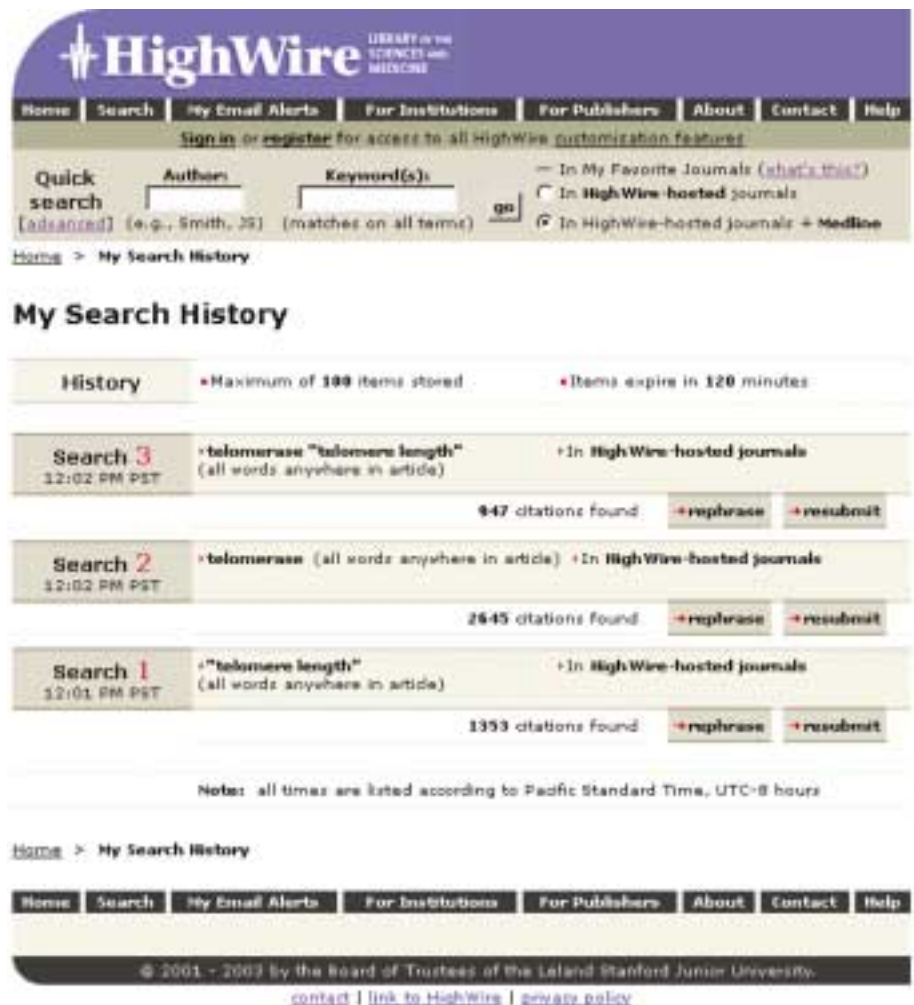 HighWire LIBRARY OF THE SCIENCES AND MEDICINE
Home Search My Email Alerts For Institutions For Publishers About Contact Help
Sign in or register for access to all HighWire customization features
Quick search [advanced]
Author: (e.g., Smith, JS)
Keyword(s): (matches on all terms)
go
In My Favorite Journals (what's this?)
In HighWire-hosted journals
In HighWire-hosted journals + Medline
Home > My Search History
My Search History
History •Maximum of 100 items stored •Items expire in 120 minutes
Search 3 telomerase "telomere length" In HighWire-hosted journals
12:02 PM PST (all words anywhere in article)
947 citations found rephrase resubmit
Search 2 telomerase (all words anywhere in article) In HighWire-hosted journals
12:02 PM PST
2645 citations found rephrase resubmit
Search 1 "telomere length" In HighWire-hosted journals
12:01 PM PST (all words anywhere in article)
1353 citations found rephrase resubmit
Note: all times are listed according to Pacific Standard Time, UTC-8 hours
Home > My Search History
Home Search My Email Alerts For Institutions For Publishers About Contact Help
© 2001 - 2003 by the Board of Trustees of the Leland Stanford Junior University.
contact | link to HighWire | privacy policy